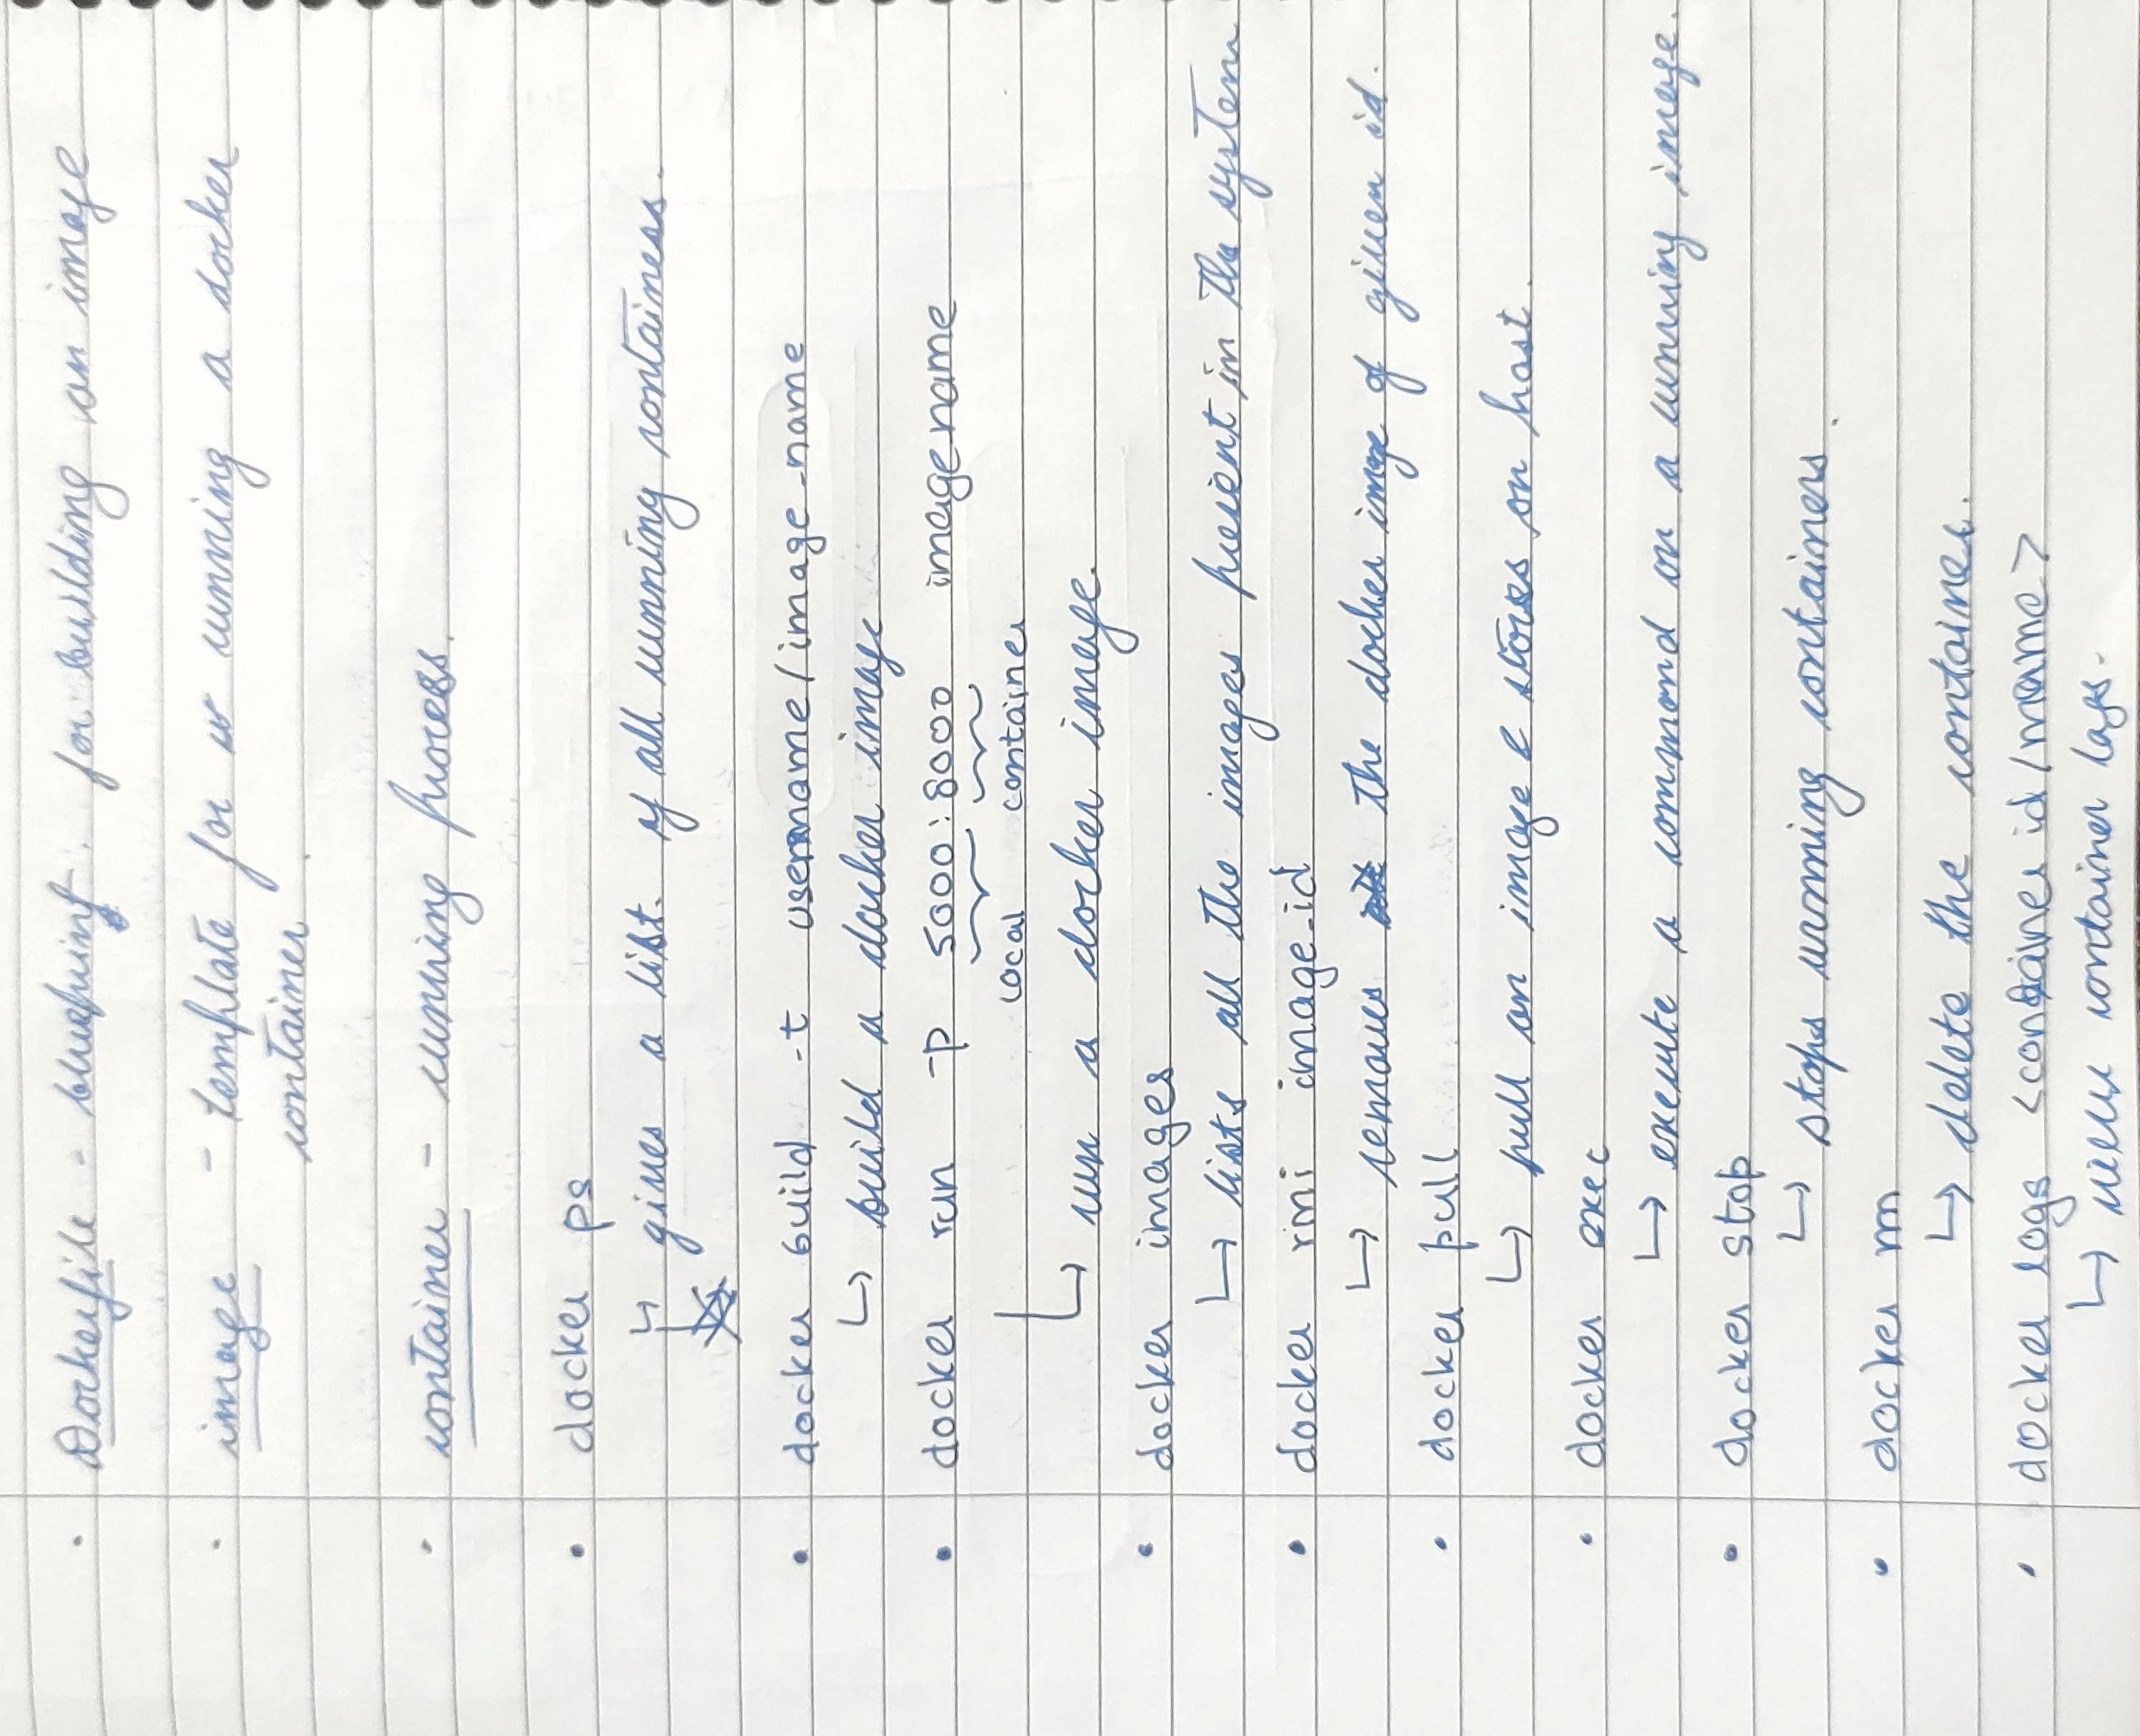 • Dockerfile - blueprint for building an image
• image - template for running a docker
container.
• container - running process.
• docker ps
↳ gives a list of all running containers.
• docker build -t username/image_name
↳ build a docker image
• docker run -p 5000:8000 imagename
local container
↳ run a docker image.
• docker images
↳ lists all the images present in the system
• docker rmi image_id
↳ removes the docker image of given id.
• docker pull
↳ pull an image & stores on host.
• docker exec
↳ execute a command on a running image.
• docker stop
↳ stops running containers.
• docker rm
↳ delete the container.
• docker logs <container id/name>
↳ view container logs.